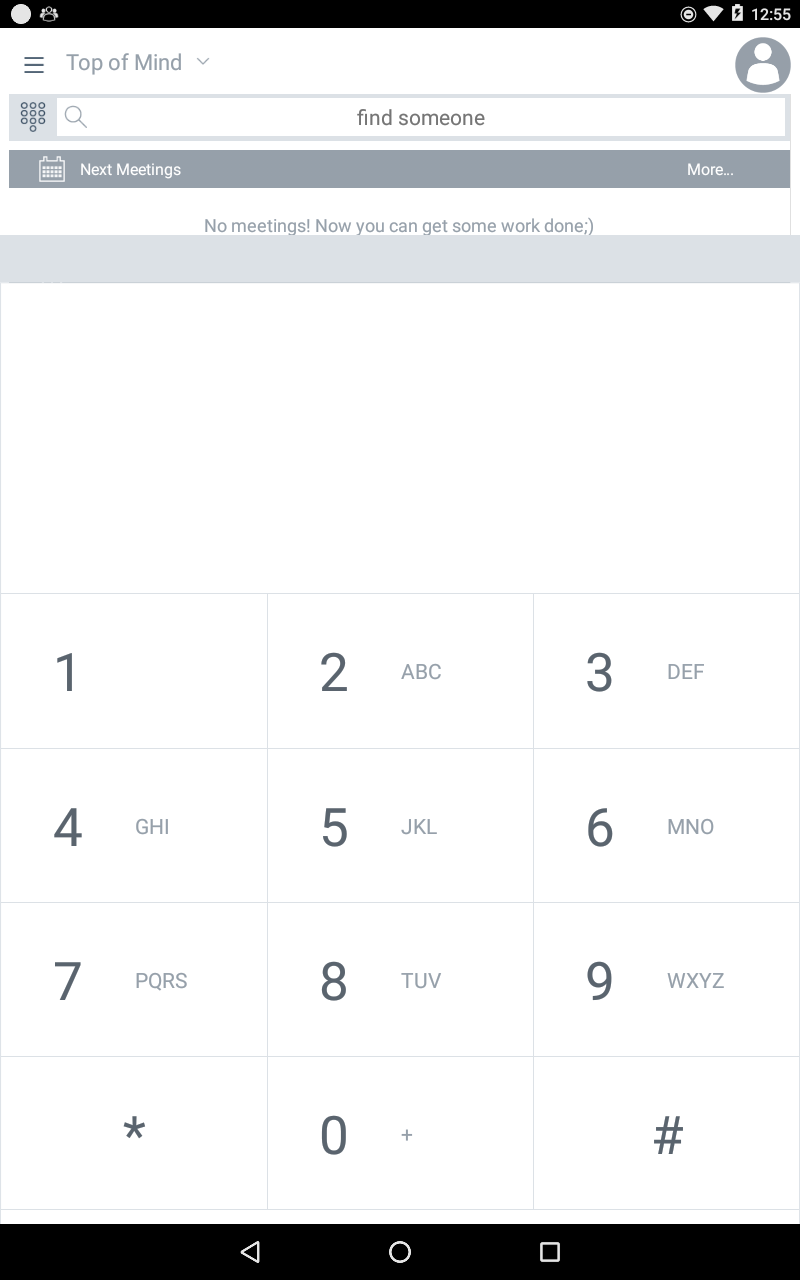 12:55
Top of Mind
find someone
Next Meetings More...
No meetings! Now you can get some work done;)
1 2 ABC 3 DEF
4 GHI 5 JKL 6 MNO
7 PQRS 8 TUV 9 WXYZ
* 0 + #